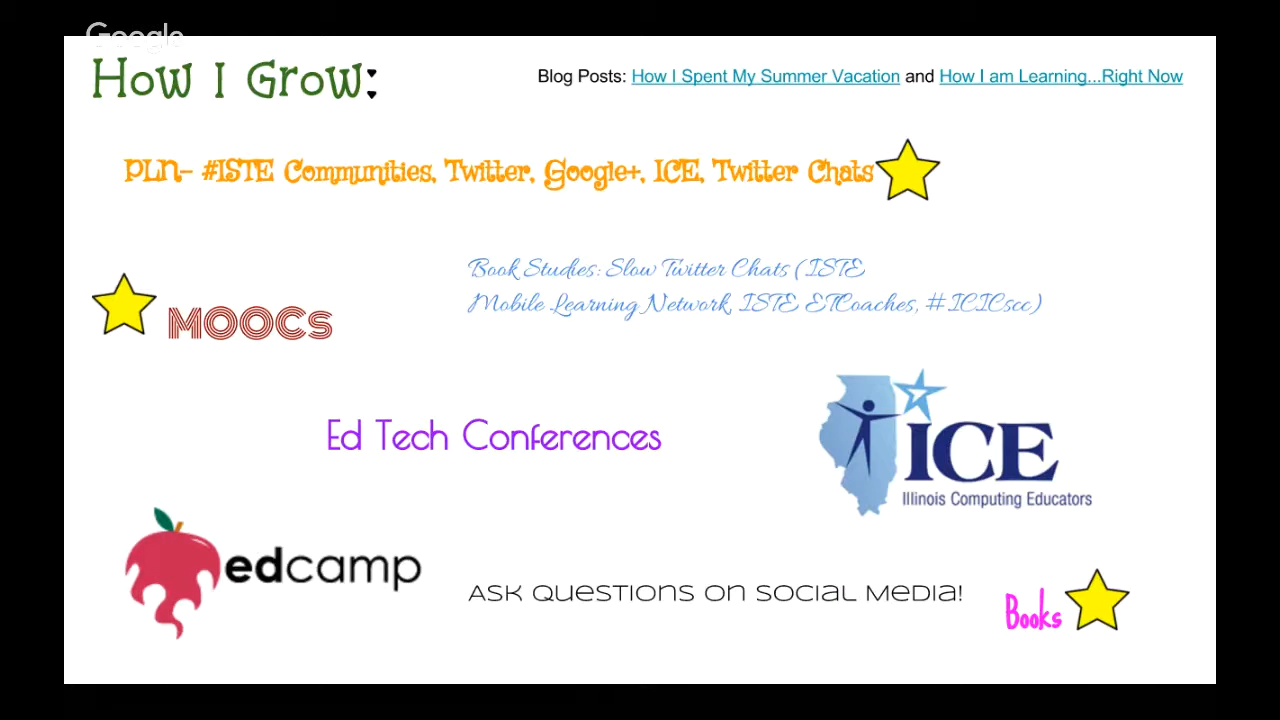 Google
How I Grow:
Blog Posts: How I Spent My Summer Vacation and How I am Learning...Right Now
PLN- #ISTE Communities, Twitter, Google+, ICE, Twitter Chats
Book Studies: Slow Twitter Chats (ISTE
Mobile Learning Network, ISTE ETCoaches, #ICICscc)
MOOCs
Ed Tech Conferences
ICE
Illinois Computing Educators
edcamp
Ask questions on social media!
Books